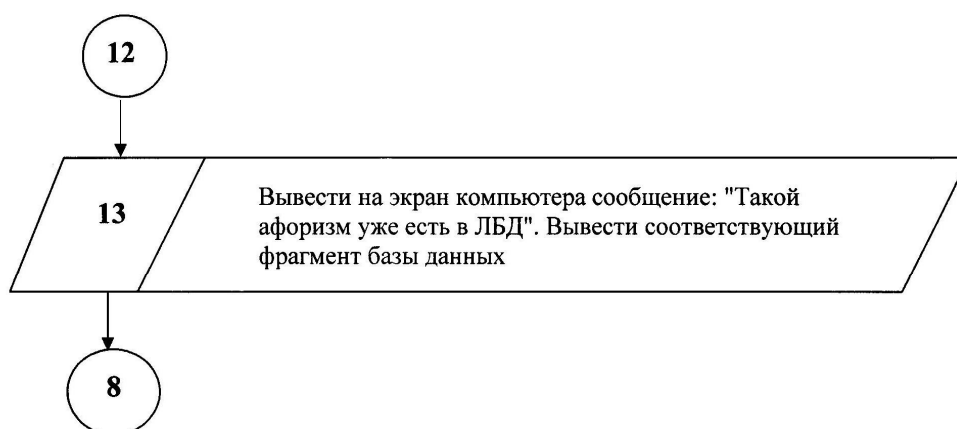 12
13
Вывести на экран компьютера сообщение: "Такой
афоризм уже есть в ЛБД". Вывести соответствующий
фрагмент базы данных
8